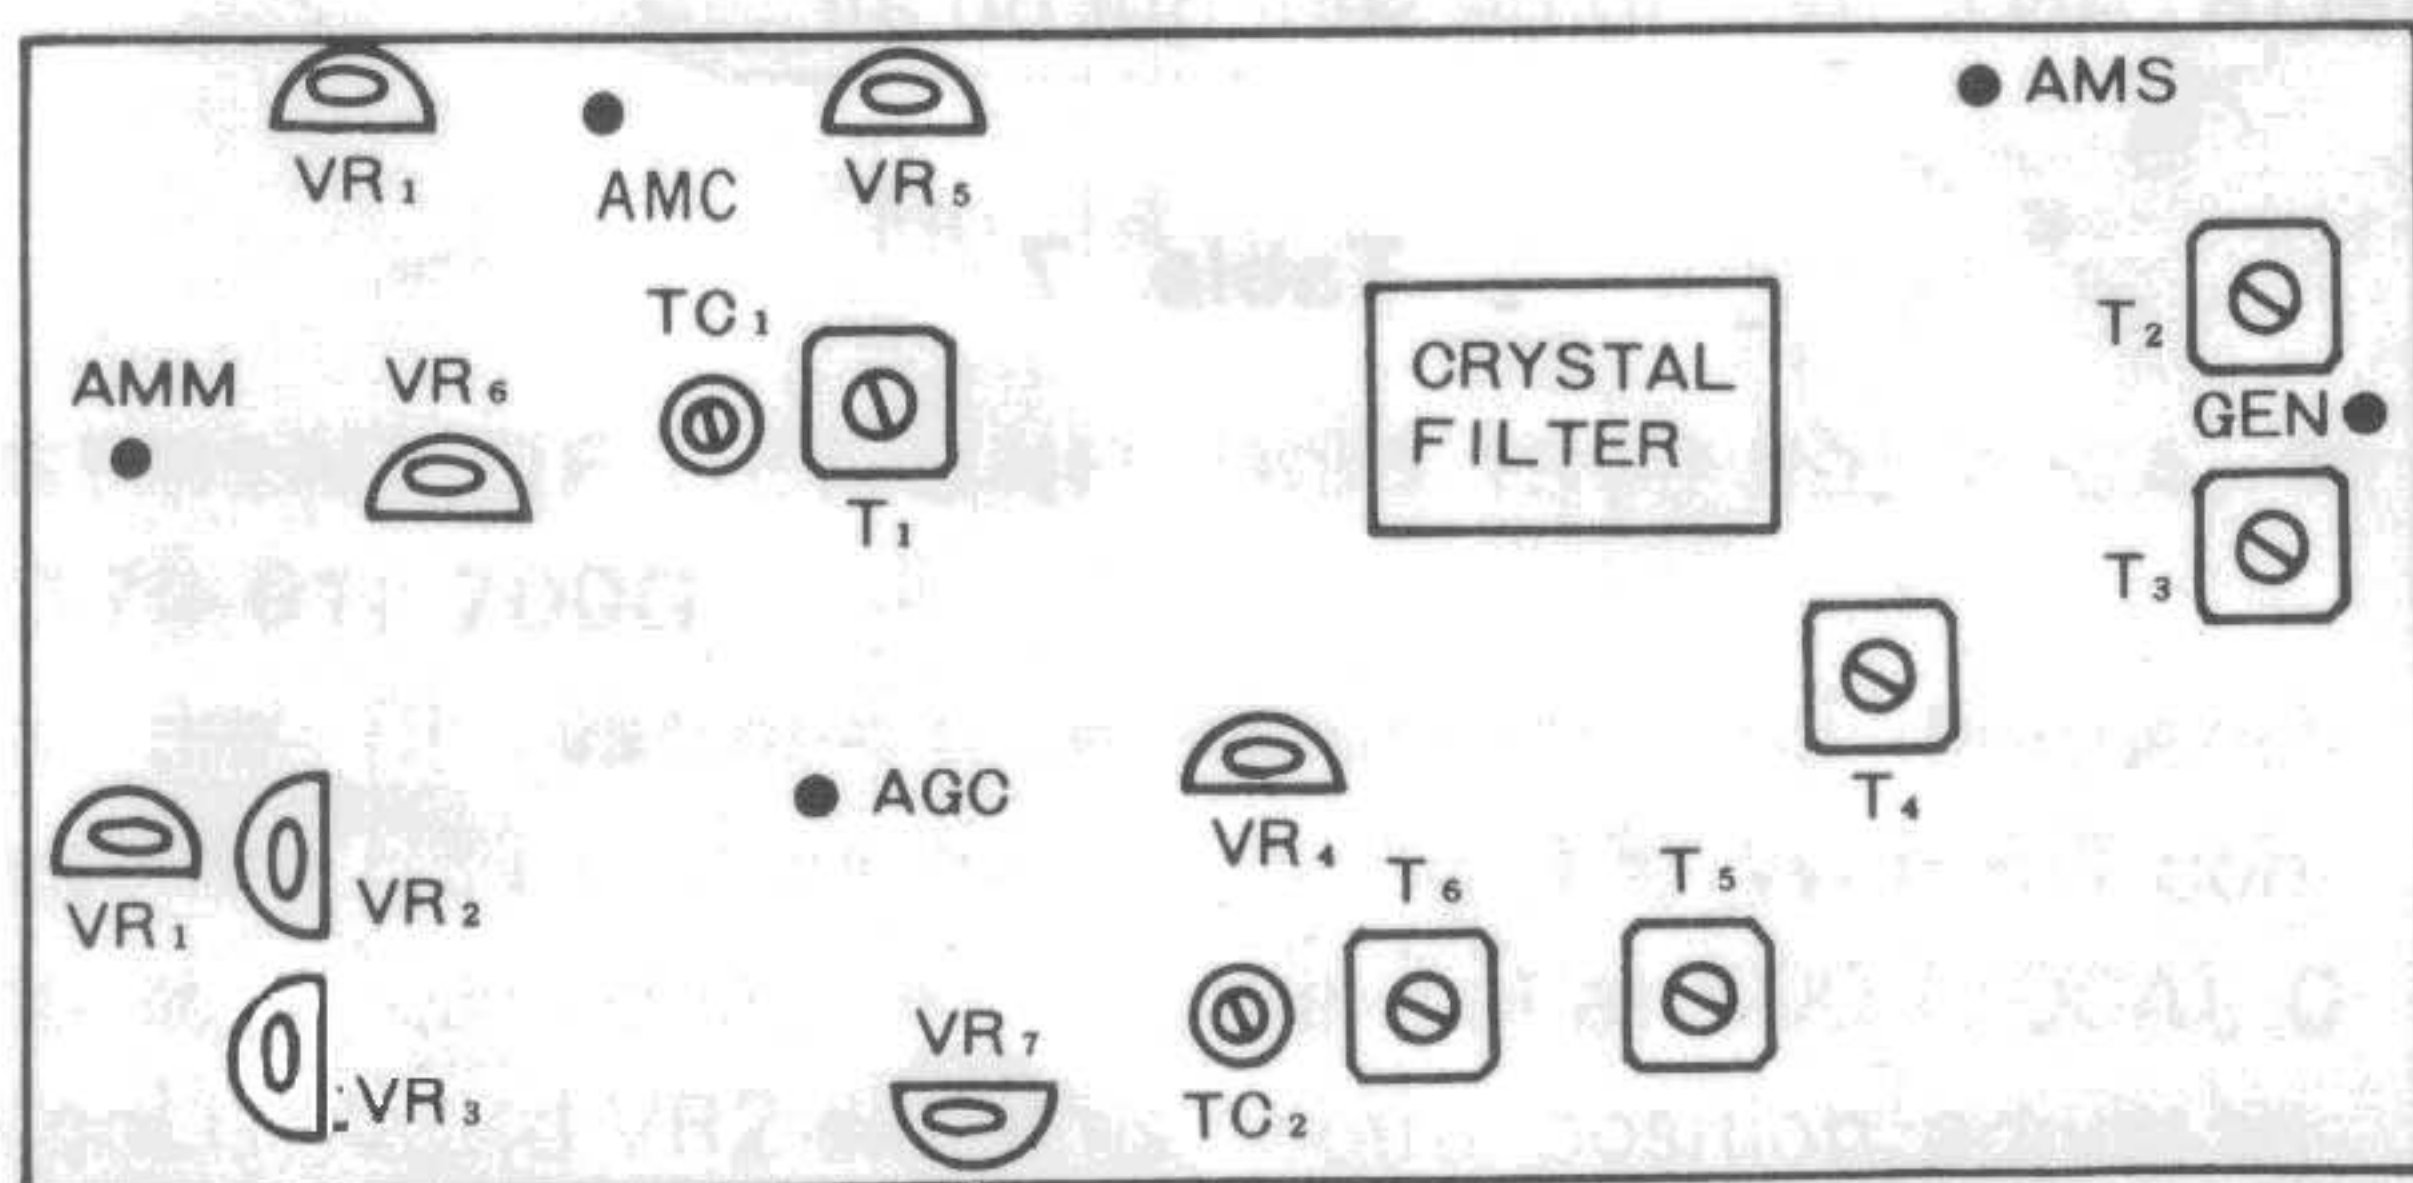 AMS
VR₁
AMC
VR₅
TC₁
T₂
CRYSTAL
FILTER
AMM
VR₆
GEN
T₁
T₃
AGC
T₄
VR₄
T₆
T₅
VR₁
VR₂
VR₇
VR₃
TC₂